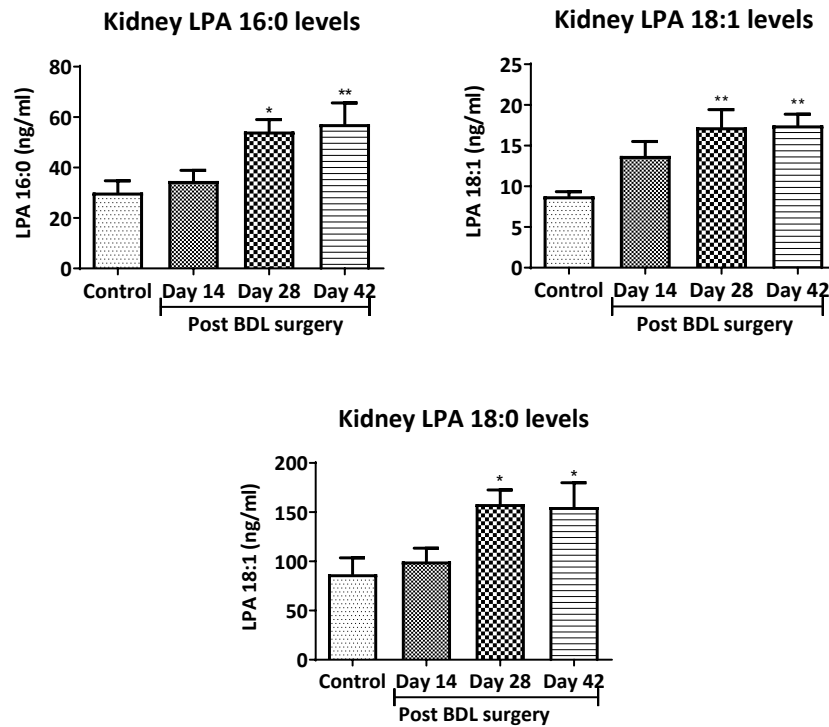 Kidney LPA 16:0 levels
LPA 16:0 (ng/ml)
80
60
40
20
0
*
**
Control Day 14 Day 28 Day 42
Post BDL surgery
Kidney LPA 18:1 levels
LPA 18:1 (ng/ml)
25
20
15
10
5
0
**
**
Control Day 14 Day 28 Day 42
Post BDL surgery
Kidney LPA 18:0 levels
LPA 18:1 (ng/ml)
200
150
100
50
0
*
*
Control Day 14 Day 28 Day 42
Post BDL surgery